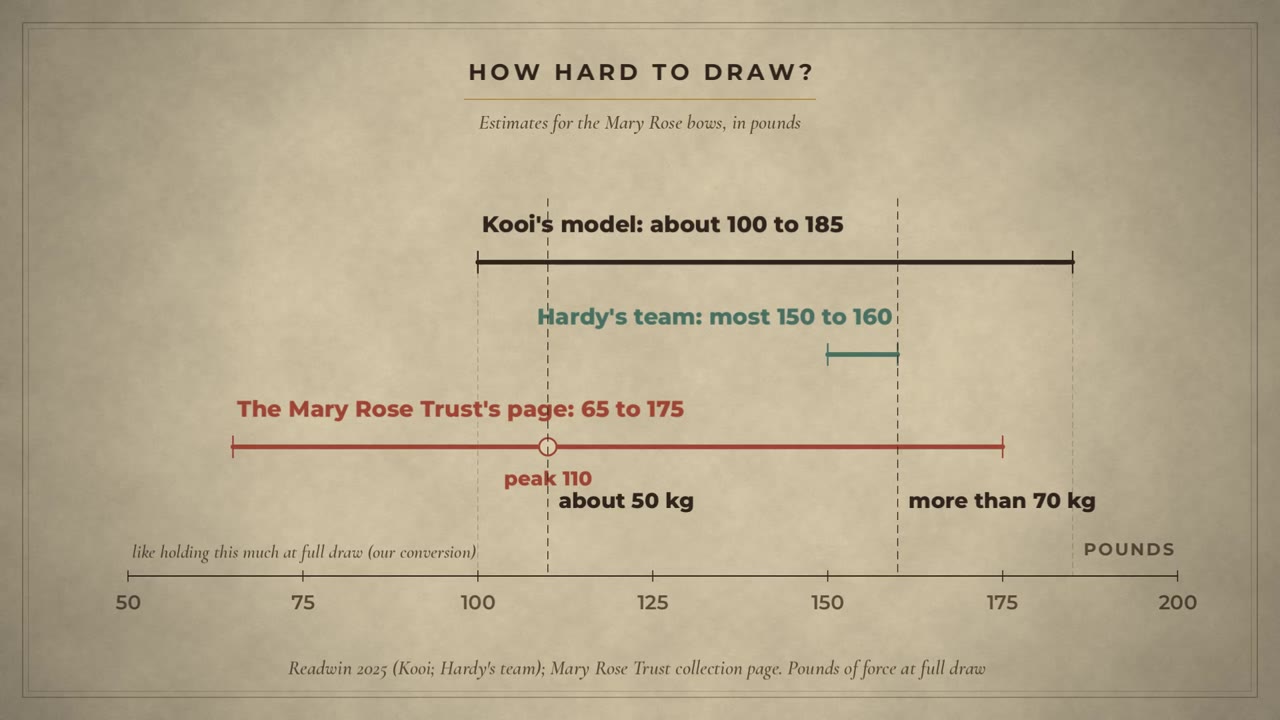 HOW HARD TO DRAW?
Estimates for the Mary Rose bows, in pounds
Kooi's model: about 100 to 185
Hardy's team: most 150 to 160
The Mary Rose Trust's page: 65 to 175
peak 110
about 50 kg
more than 70 kg
like holding this much at full draw (our conversion)
POUNDS
50 75 100 125 150 175 200
Readwin 2025 (Kooi; Hardy's team); Mary Rose Trust collection page. Pounds of force at full draw